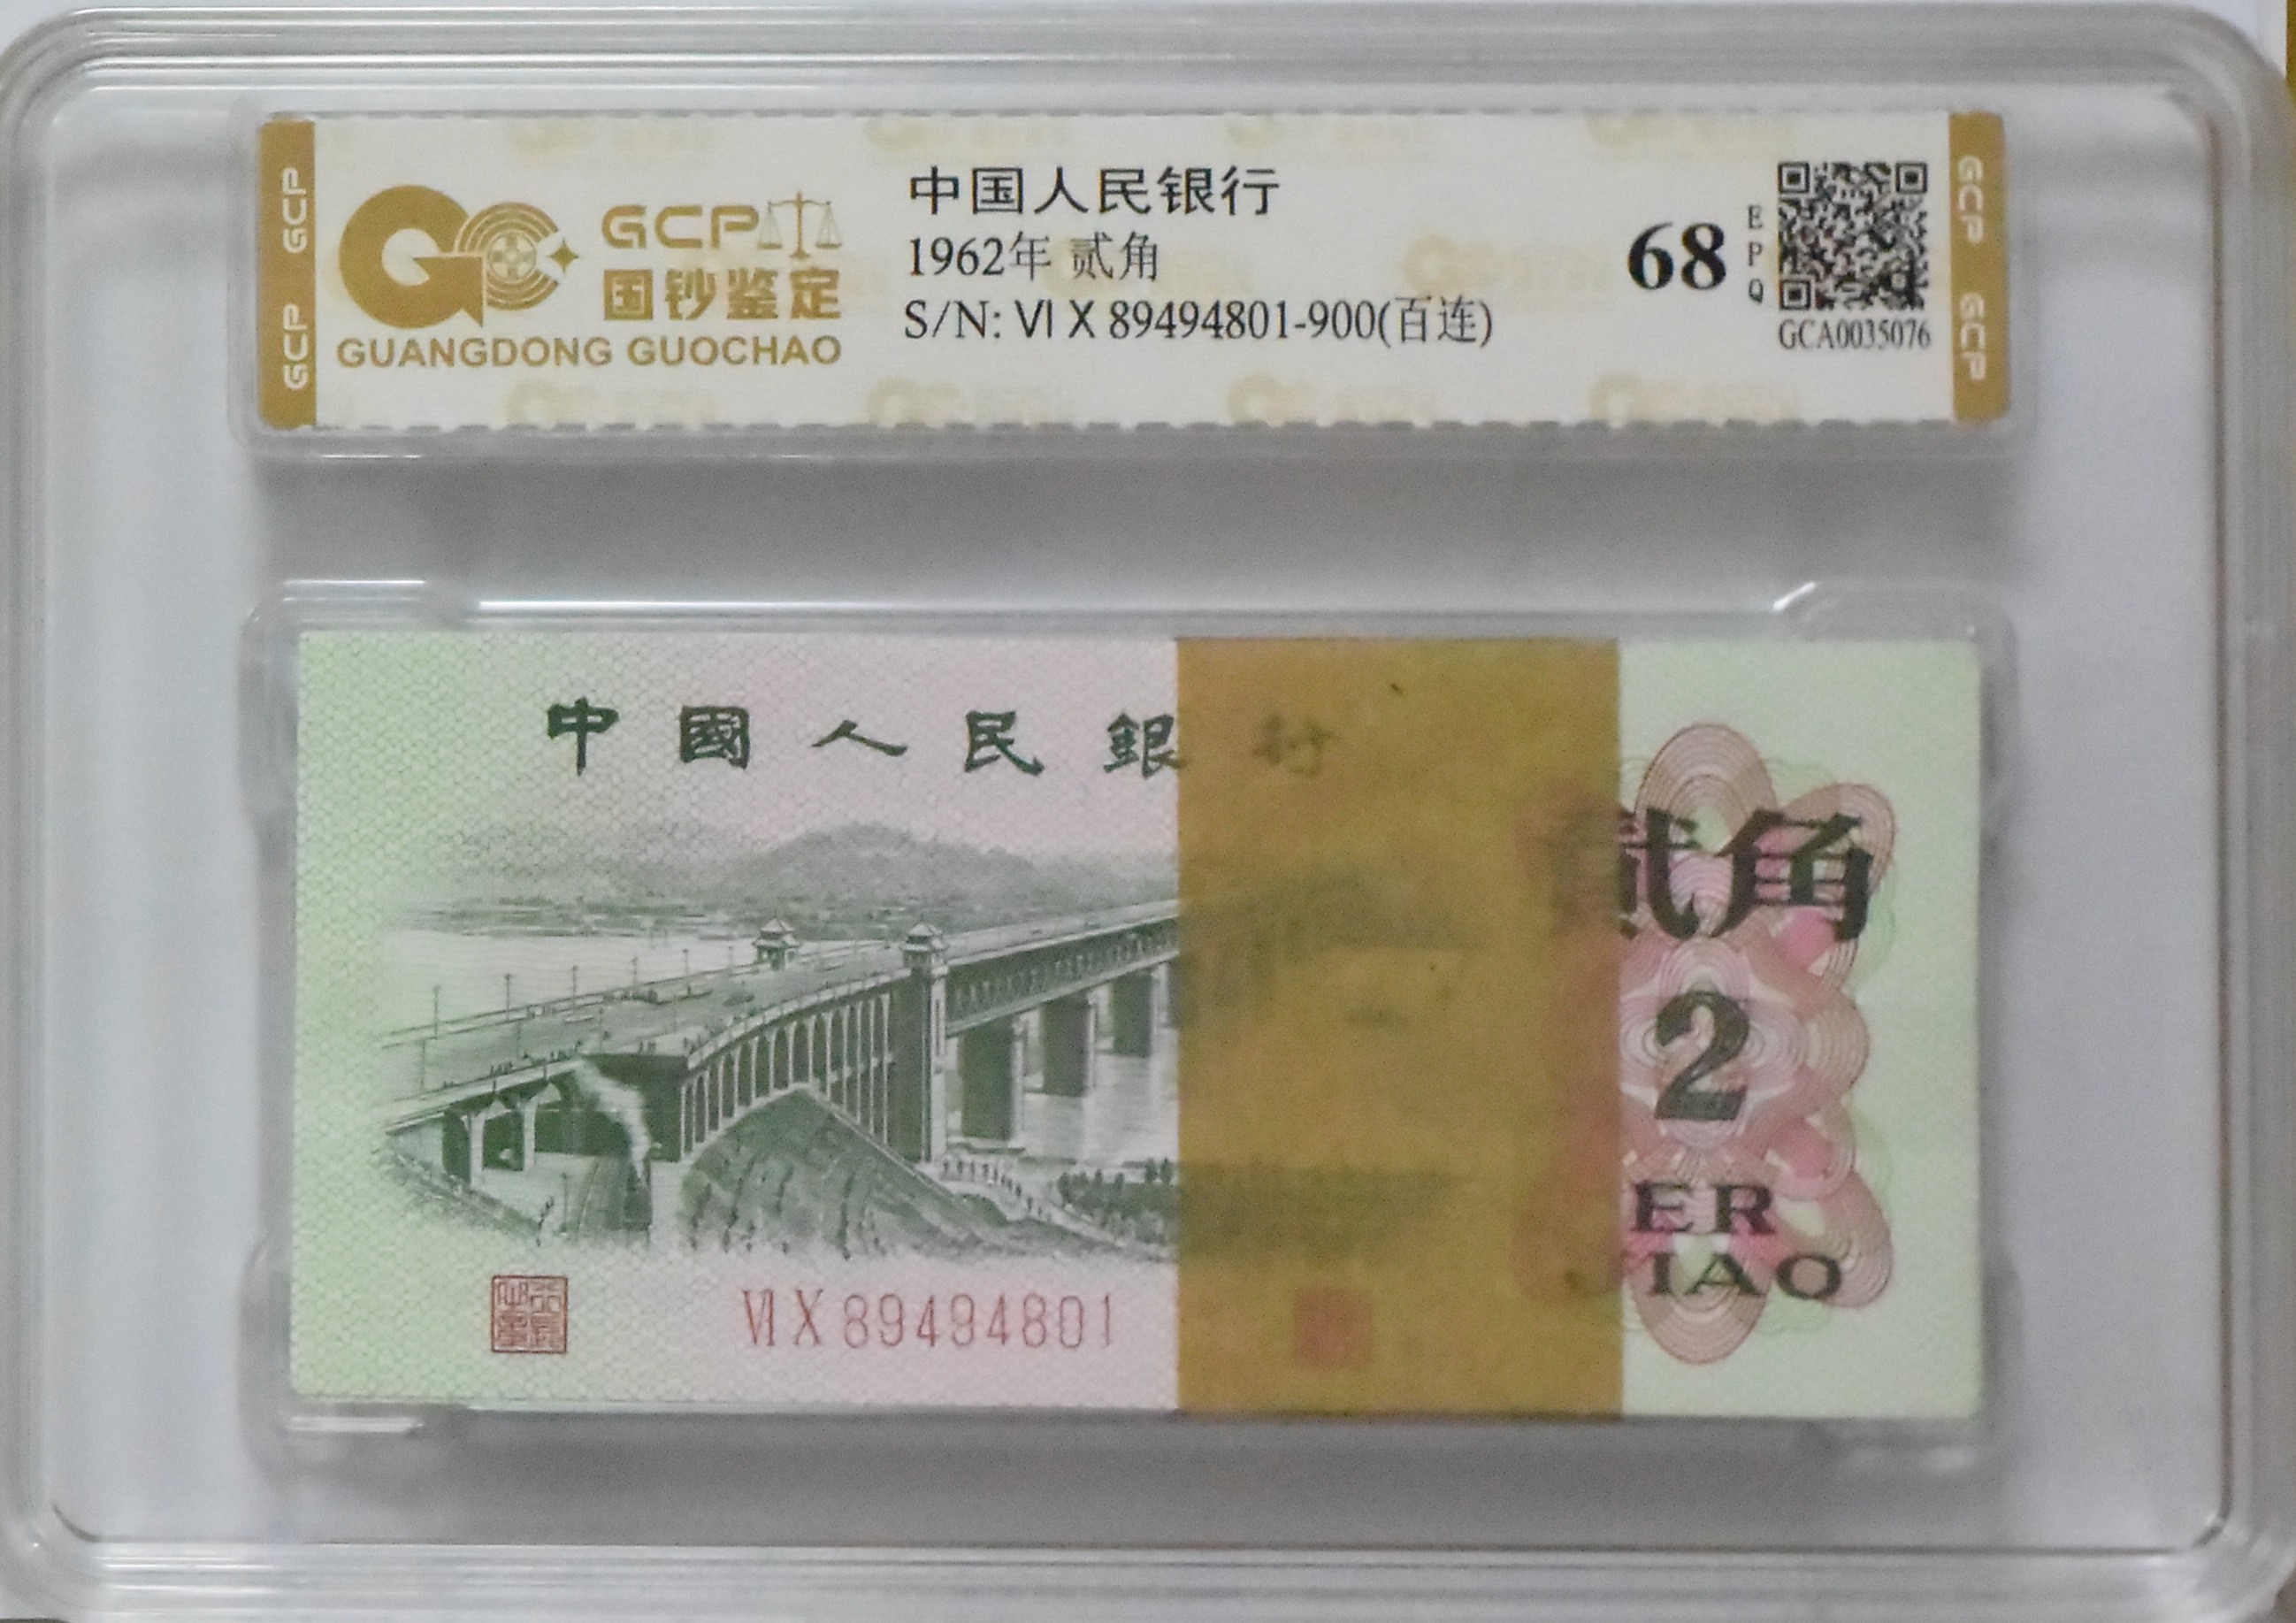 GCP GCP
GCP
国钞鉴定
GUANGDONG GUOCHAO
中国人民银行
1962年 贰角
S/N: VI X 89494801-900(百连)
68
EPQ
GCA0035076
GCP GCP
中國人民銀行
貳角
2
ER
JIAO
VI X 89494801